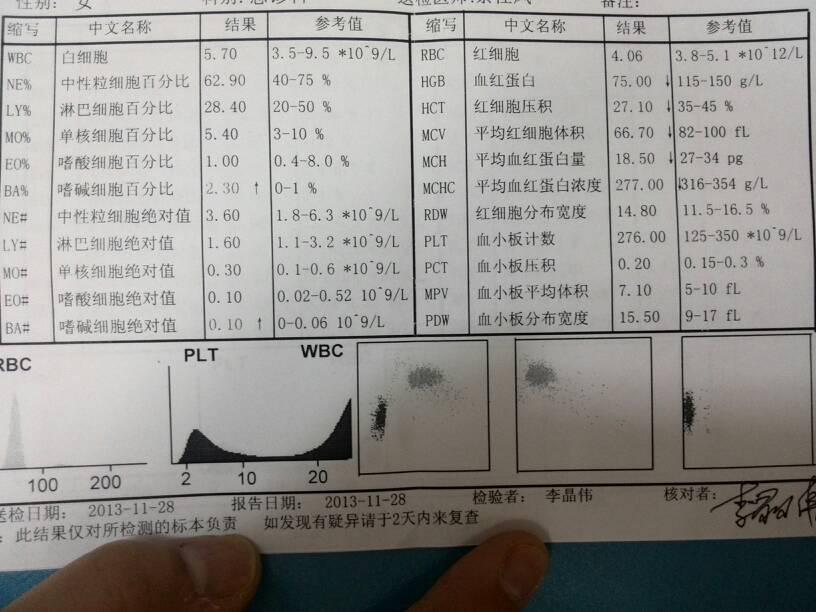 性别: 女
缩写 中文名称 结果 参考值 缩写 中文名称 结果 参考值
WBC 白细胞 5.70 3.5-9.5 *10^9/L RBC 红细胞 4.06 3.8-5.1 *10^12/L
NE% 中性粒细胞百分比 62.90 40-75 % HGB 血红蛋白 75.00 ↓ 115-150 g/L
LY% 淋巴细胞百分比 28.40 20-50 % HCT 红细胞压积 27.10 ↓ 35-45 %
MO% 单核细胞百分比 5.40 3-10 % MCV 平均红细胞体积 66.70 ↓ 82-100 fL
EO% 嗜酸细胞百分比 1.00 0.4-8.0 % MCH 平均血红蛋白量 18.50 ↓ 27-34 pg
BA% 嗜碱细胞百分比 2.30 ↑ 0-1 % MCHC 平均血红蛋白浓度 277.00 ↓ 316-354 g/L
NE# 中性粒细胞绝对值 3.60 1.8-6.3 *10^9/L RDW 红细胞分布宽度 14.80 11.5-16.5 %
LY# 淋巴细胞绝对值 1.60 1.1-3.2 *10^9/L PLT 血小板计数 276.00 125-350 *10^9/L
MO# 单核细胞绝对值 0.30 0.1-0.6 *10^9/L PCT 血小板压积 0.20 0.15-0.3 %
EO# 嗜酸细胞绝对值 0.10 0.02-0.52 10^9/L MPV 血小板平均体积 7.10 5-10 fL
BA# 嗜碱细胞绝对值 0.10 ↑ 0-0.06 10^9/L PDW 血小板分布宽度 15.50 9-17 fL
RBC PLT WBC
100 200 2 10 20
送检日期: 2013-11-28 报告日期: 2013-11-28 检验者: 李晶伟 核对者:
: 此结果仅对所检测的标本负责 如发现有疑异请于2天内来复查